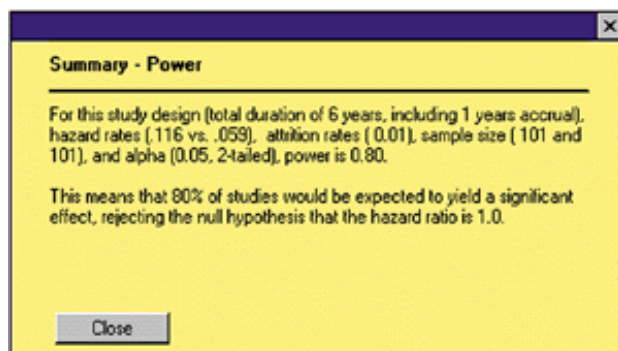 Summary - Power
For this study design (total duration of 6 years, including 1 years accrual),
hazard rates (.116 vs. .059),  attrition rates ( 0.01), sample size ( 101 and
101), and alpha (0.05, 2-tailed), power is 0.80.
This means that 80% of studies would be expected to yield a significant
effect, rejecting the null hypothesis that the hazard ratio is 1.0.
Close